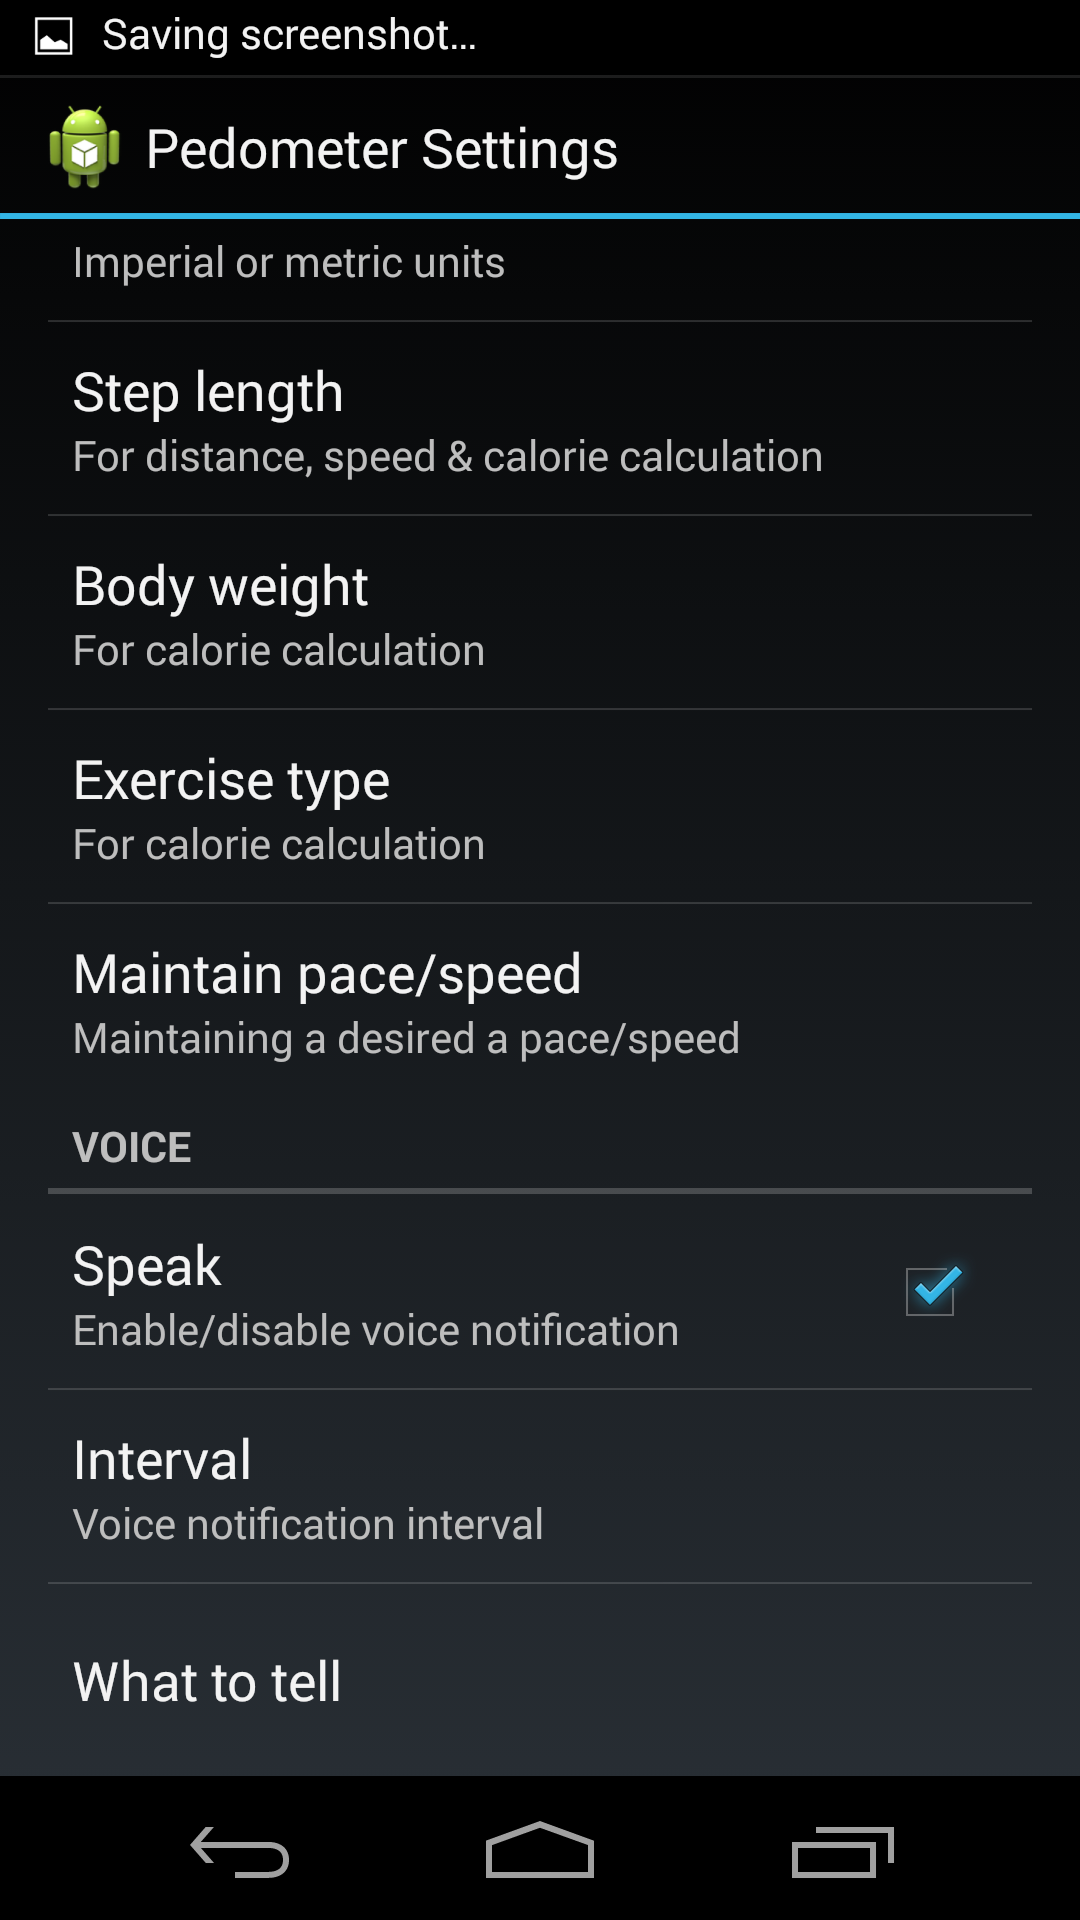 Saving screenshot...
Pedometer Settings
Imperial or metric units
Step length
For distance, speed & calorie calculation
Body weight
For calorie calculation
Exercise type
For calorie calculation
Maintain pace/speed
Maintaining a desired a pace/speed
VOICE
Speak
Enable/disable voice notification
Interval
Voice notification interval
What to tell